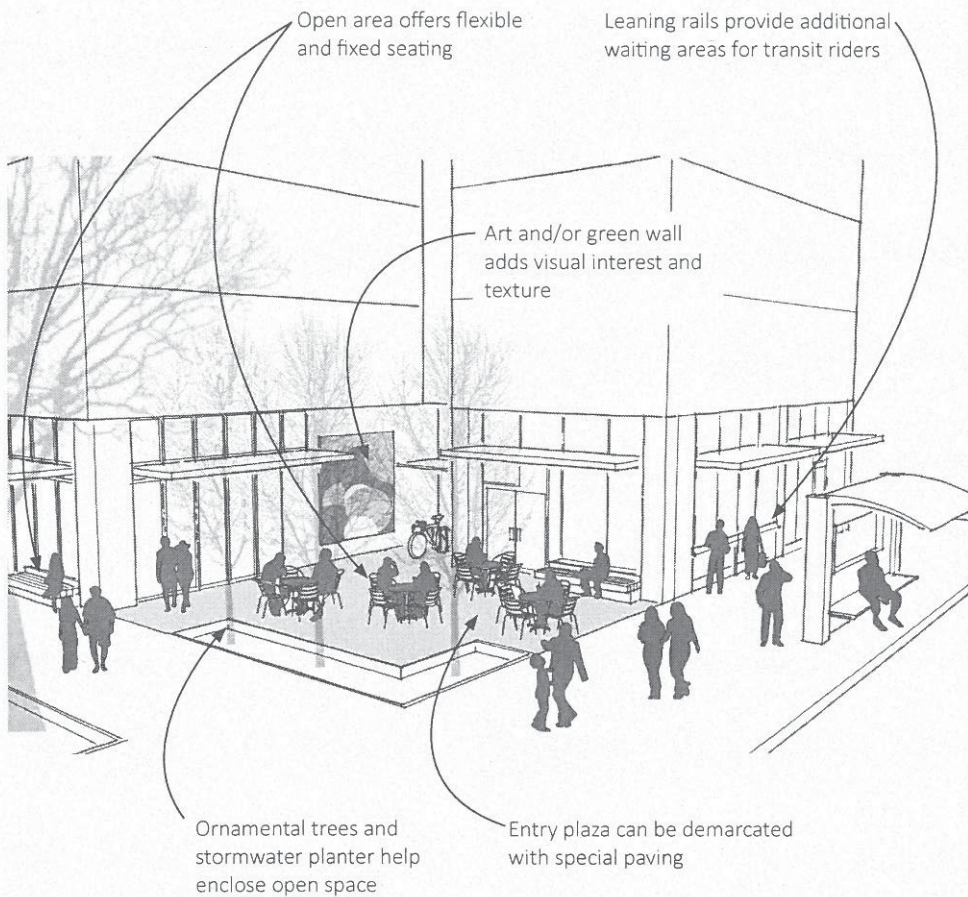 Open area offers flexible
and fixed seating
Leaning rails provide additional
waiting areas for transit riders
Art and/or green wall
adds visual interest and
texture
Ornamental trees and
stormwater planter help
enclose open space
Entry plaza can be demarcated
with special paving